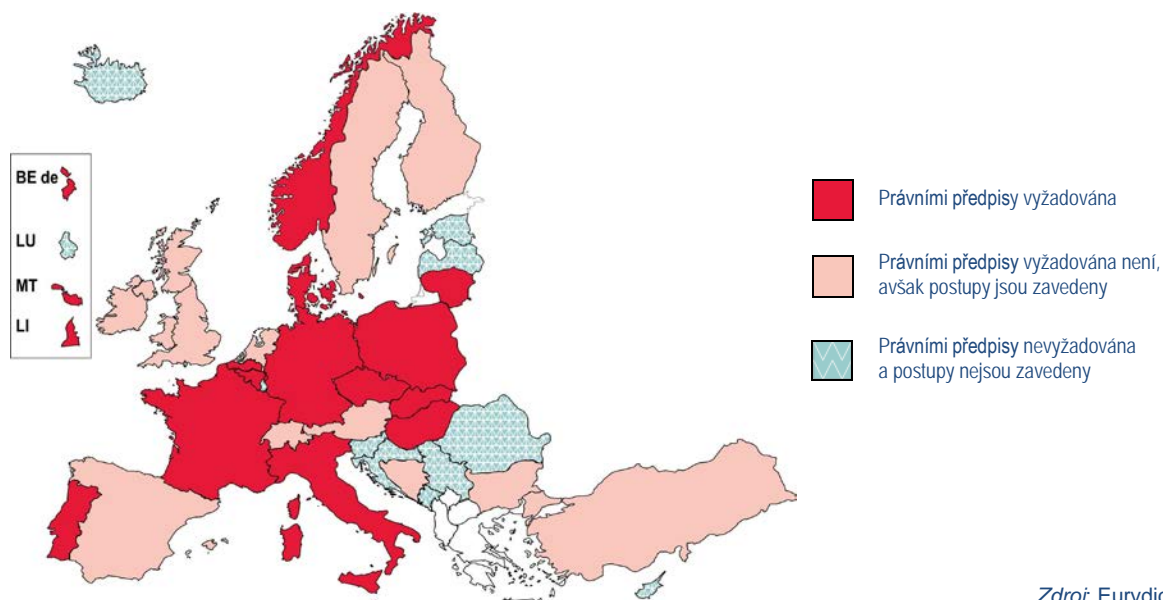 BE de
LU
MT
LI
Právními předpisy vyžadována
Právními předpisy vyžadována není,
avšak postupy jsou zavedeny
Právními předpisy nevyžadována
a postupy nejsou zavedeny
Zdroj: Eurydic